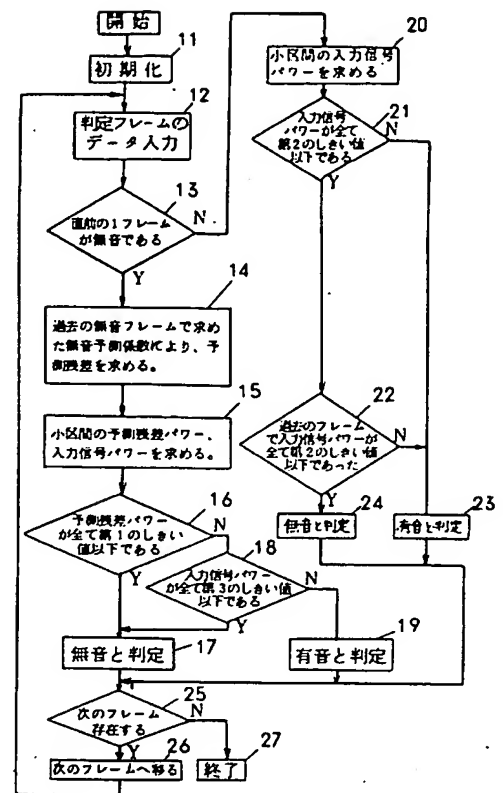 開始
11
初期化
12
判定フレームの
データ入力
13
直前の1フレーム
が無音である
N
Y
14
過去の無音フレームで求め
た無音予測係数により、予
測残差を求める。
15
小区間の予測残差パワー、
入力信号パワーを求める。
16
予測残差パワー
が全て第1のしきい
値以下である
N
Y
18
入力信号パワー
が全て第3のしきい値
以下である
N
Y
無音と判定
17
有音と判定
19
20
小区間の入力信号
パワーを求める
21
入力信号
パワーが全て
第2のしきい値
以下である
N
Y
22
過去のフレーム
で入力信号パワーが
全て第2のしきい値
以下であった
N
Y
24
無音と判定
23
有音と判定
25
次のフレーム
存在する
N
Y
26
次のフレームへ移る
27
終了